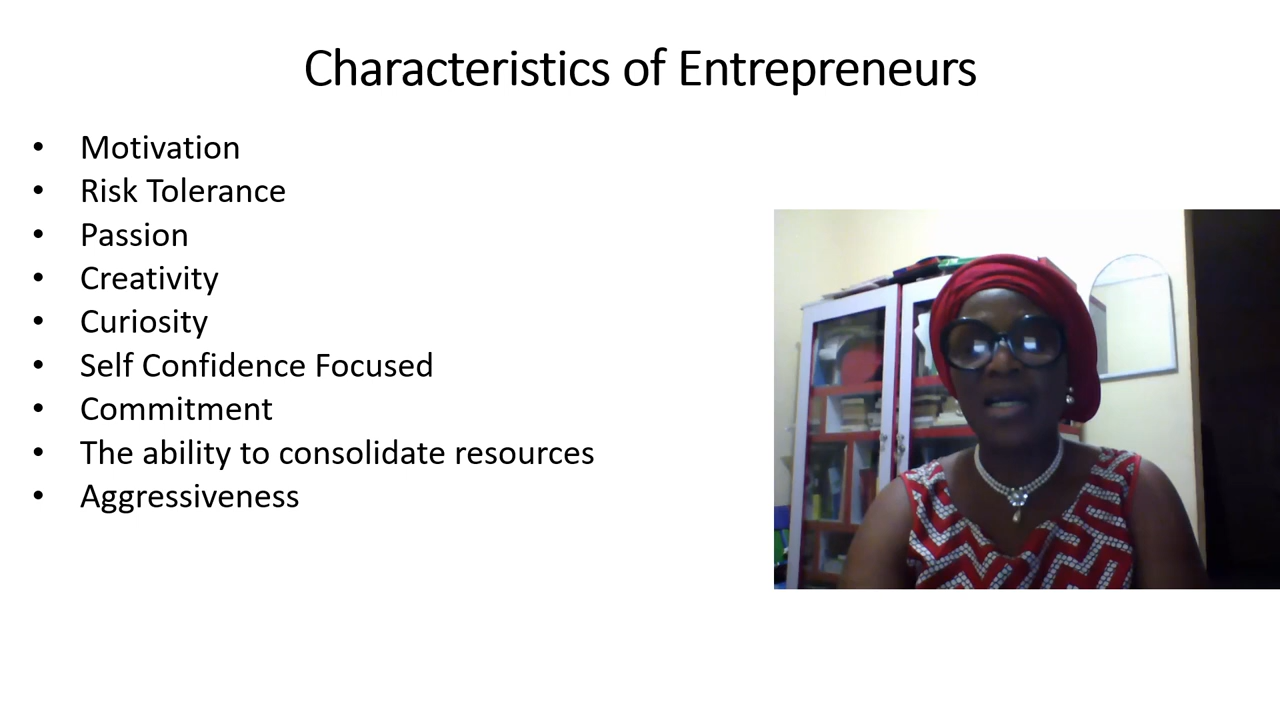 Characteristics of Entrepreneurs
• Motivation
• Risk Tolerance
• Passion
• Creativity
• Curiosity
• Self Confidence Focused
• Commitment
• The ability to consolidate resources
• Aggressiveness